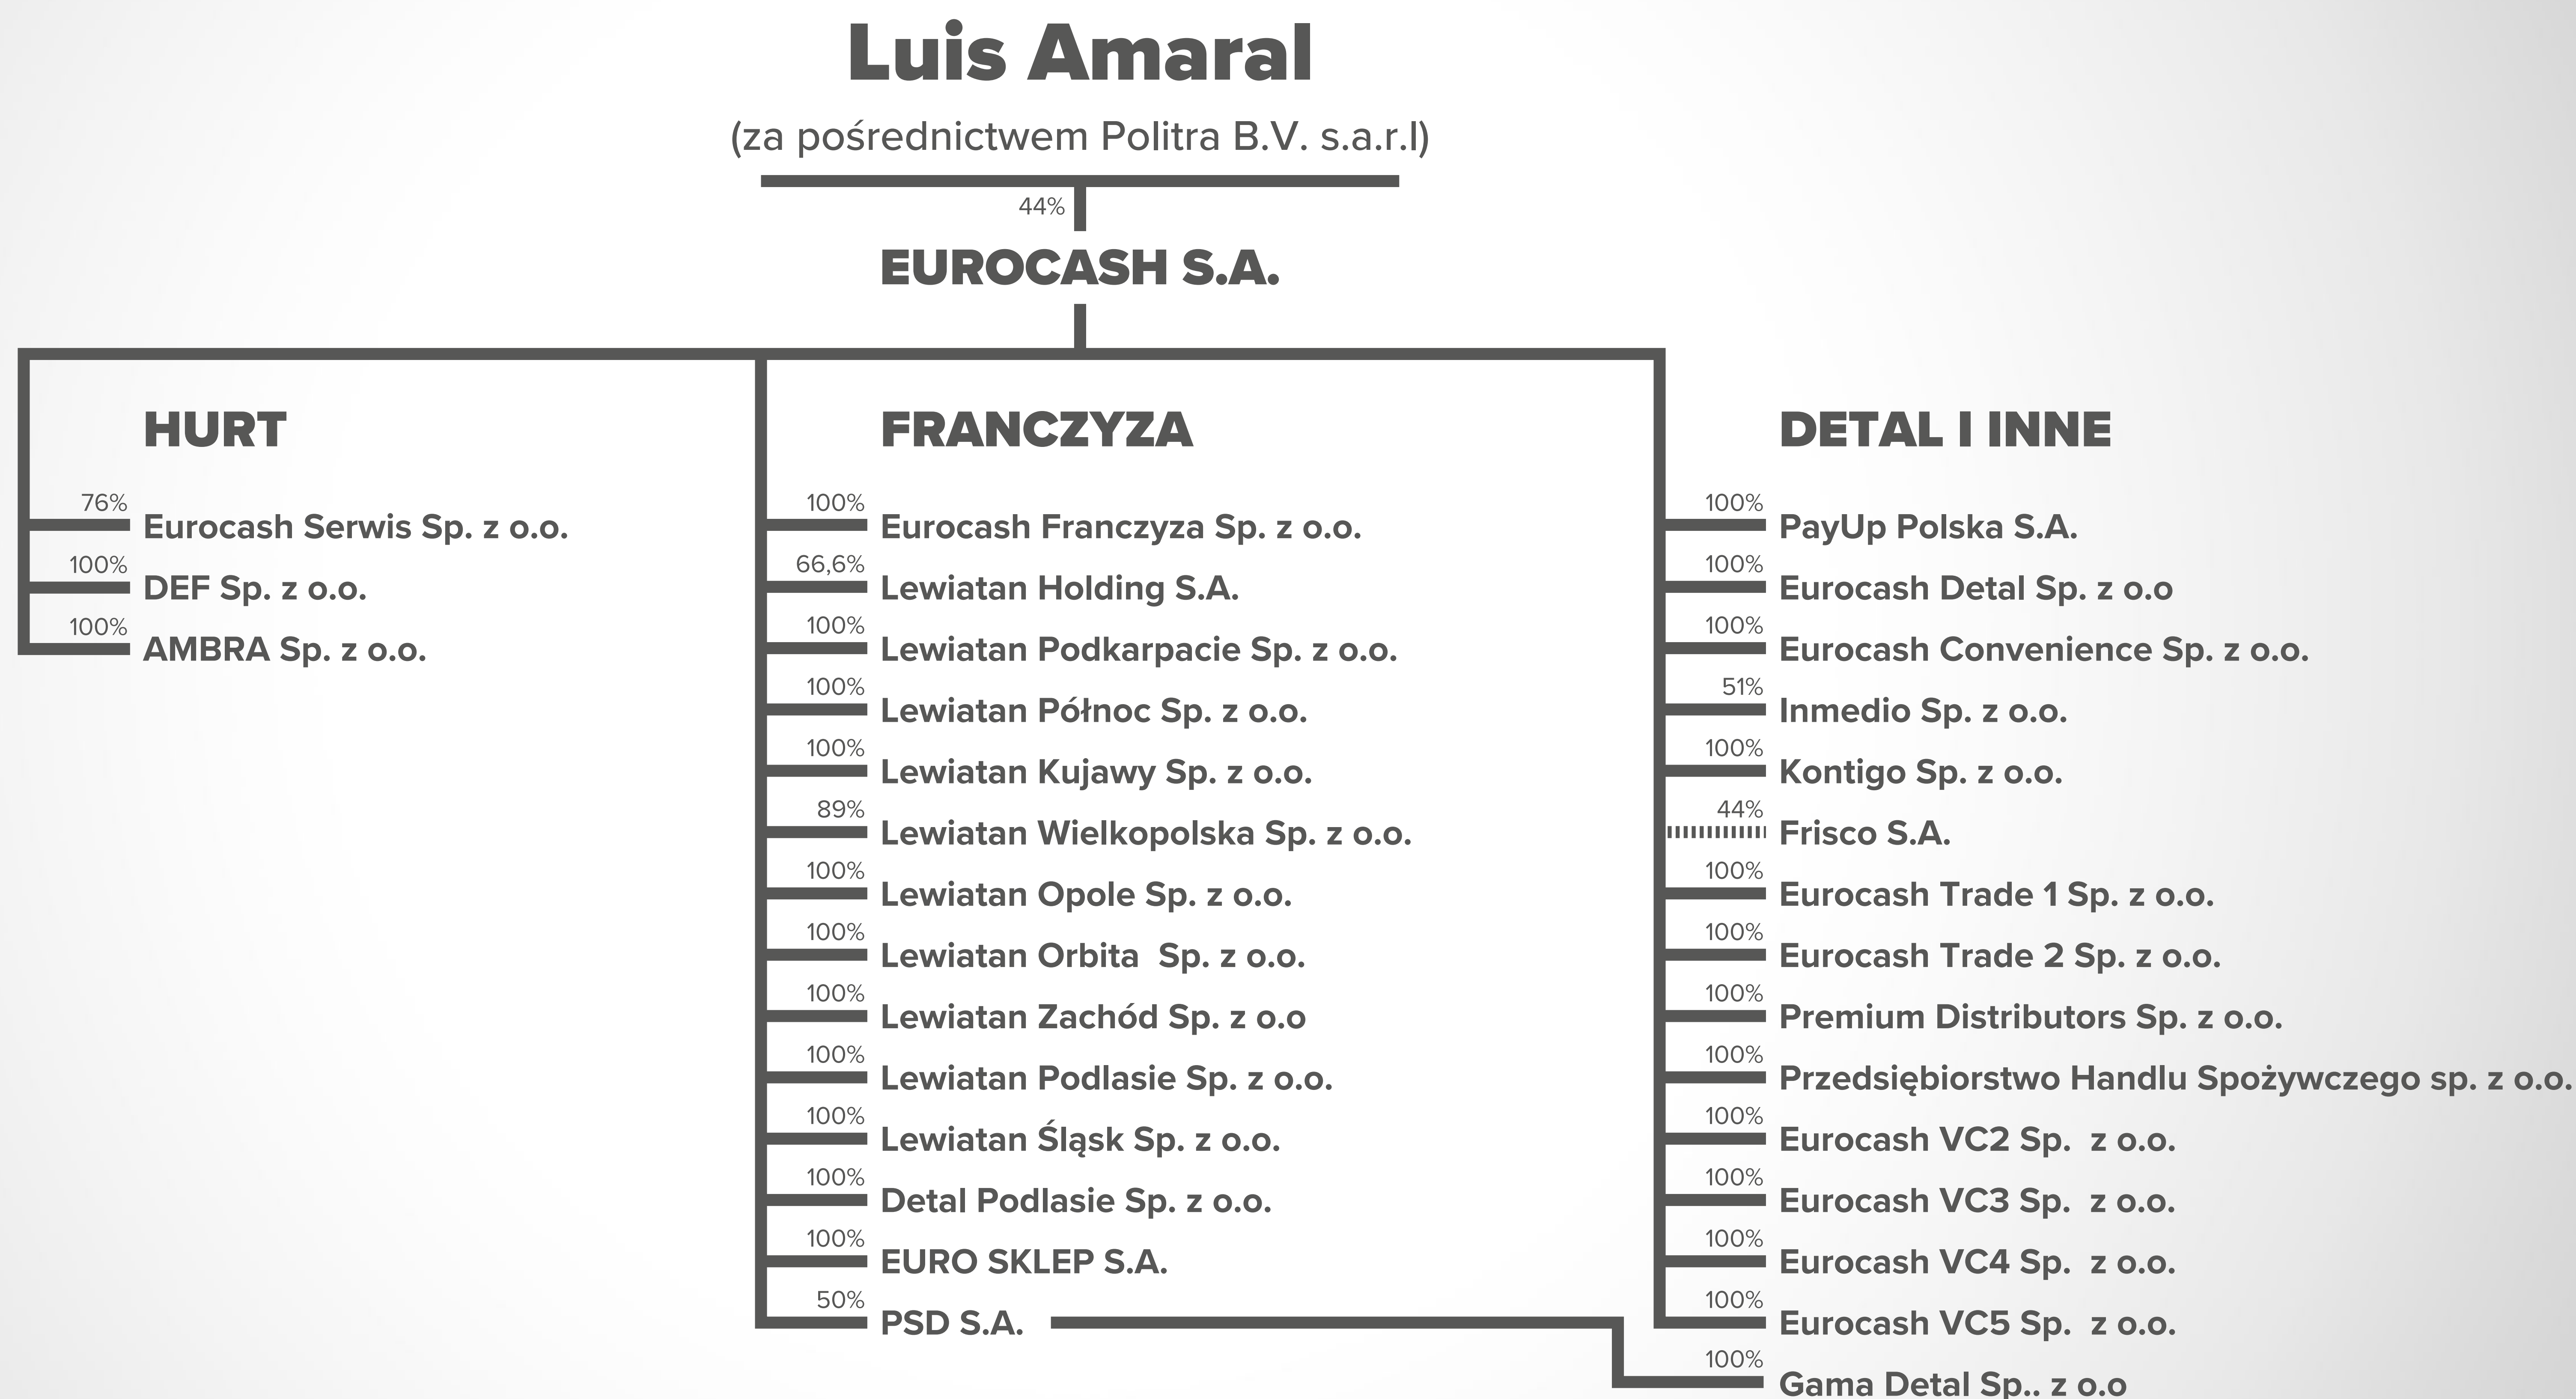 Luis Amaral
(za pośrednictwem Politra B.V. s.a.r.l)
44%
EUROCASH S.A.
HURT
76%
Eurocash Serwis Sp. z o.o.
100%
DEF Sp. z o.o.
100%
AMBRA Sp. z o.o.
FRANCZYZA
100%
Eurocash Franczyza Sp. z o.o.
66,6%
Lewiatan Holding S.A.
100%
Lewiatan Podkarpacie Sp. z o.o.
100%
Lewiatan Północ Sp. z o.o.
100%
Lewiatan Kujawy Sp. z o.o.
89%
Lewiatan Wielkopolska Sp. z o.o.
100%
Lewiatan Opole Sp. z o.o.
100%
Lewiatan Orbita  Sp. z o.o.
100%
Lewiatan Zachód Sp. z o.o
100%
Lewiatan Podlasie Sp. z o.o.
100%
Lewiatan Śląsk Sp. z o.o.
100%
Detal Podlasie Sp. z o.o.
100%
EURO SKLEP S.A.
50%
PSD S.A.
DETAL I INNE
100%
PayUp Polska S.A.
100%
Eurocash Detal Sp. z o.o
100%
Eurocash Convenience Sp. z o.o.
51%
Inmedio Sp. z o.o.
100%
Kontigo Sp. z o.o.
44%
Frisco S.A.
100%
Eurocash Trade 1 Sp. z o.o.
100%
Eurocash Trade 2 Sp. z o.o.
100%
Premium Distributors Sp. z o.o.
100%
Przedsiębiorstwo Handlu Spożywczego sp. z o.o.
100%
Eurocash VC2 Sp.  z o.o.
100%
Eurocash VC3 Sp.  z o.o.
100%
Eurocash VC4 Sp.  z o.o.
100%
Eurocash VC5 Sp.  z o.o.
100%
Gama Detal Sp.. z o.o